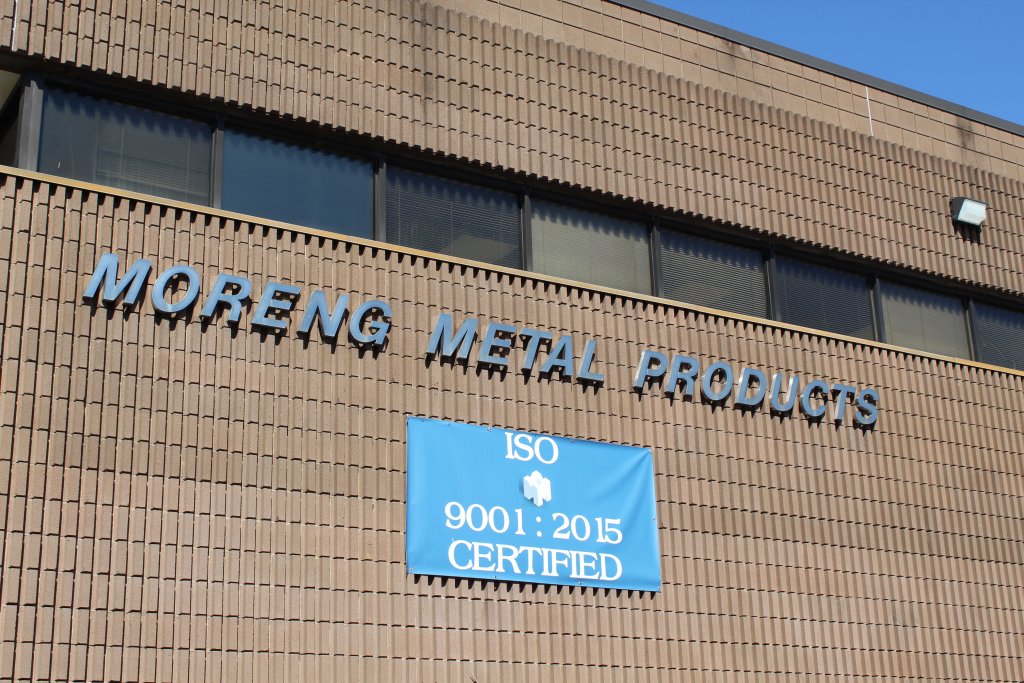 MORENG METAL PRODUCTS
ISO
9001:2015
CERTIFIED